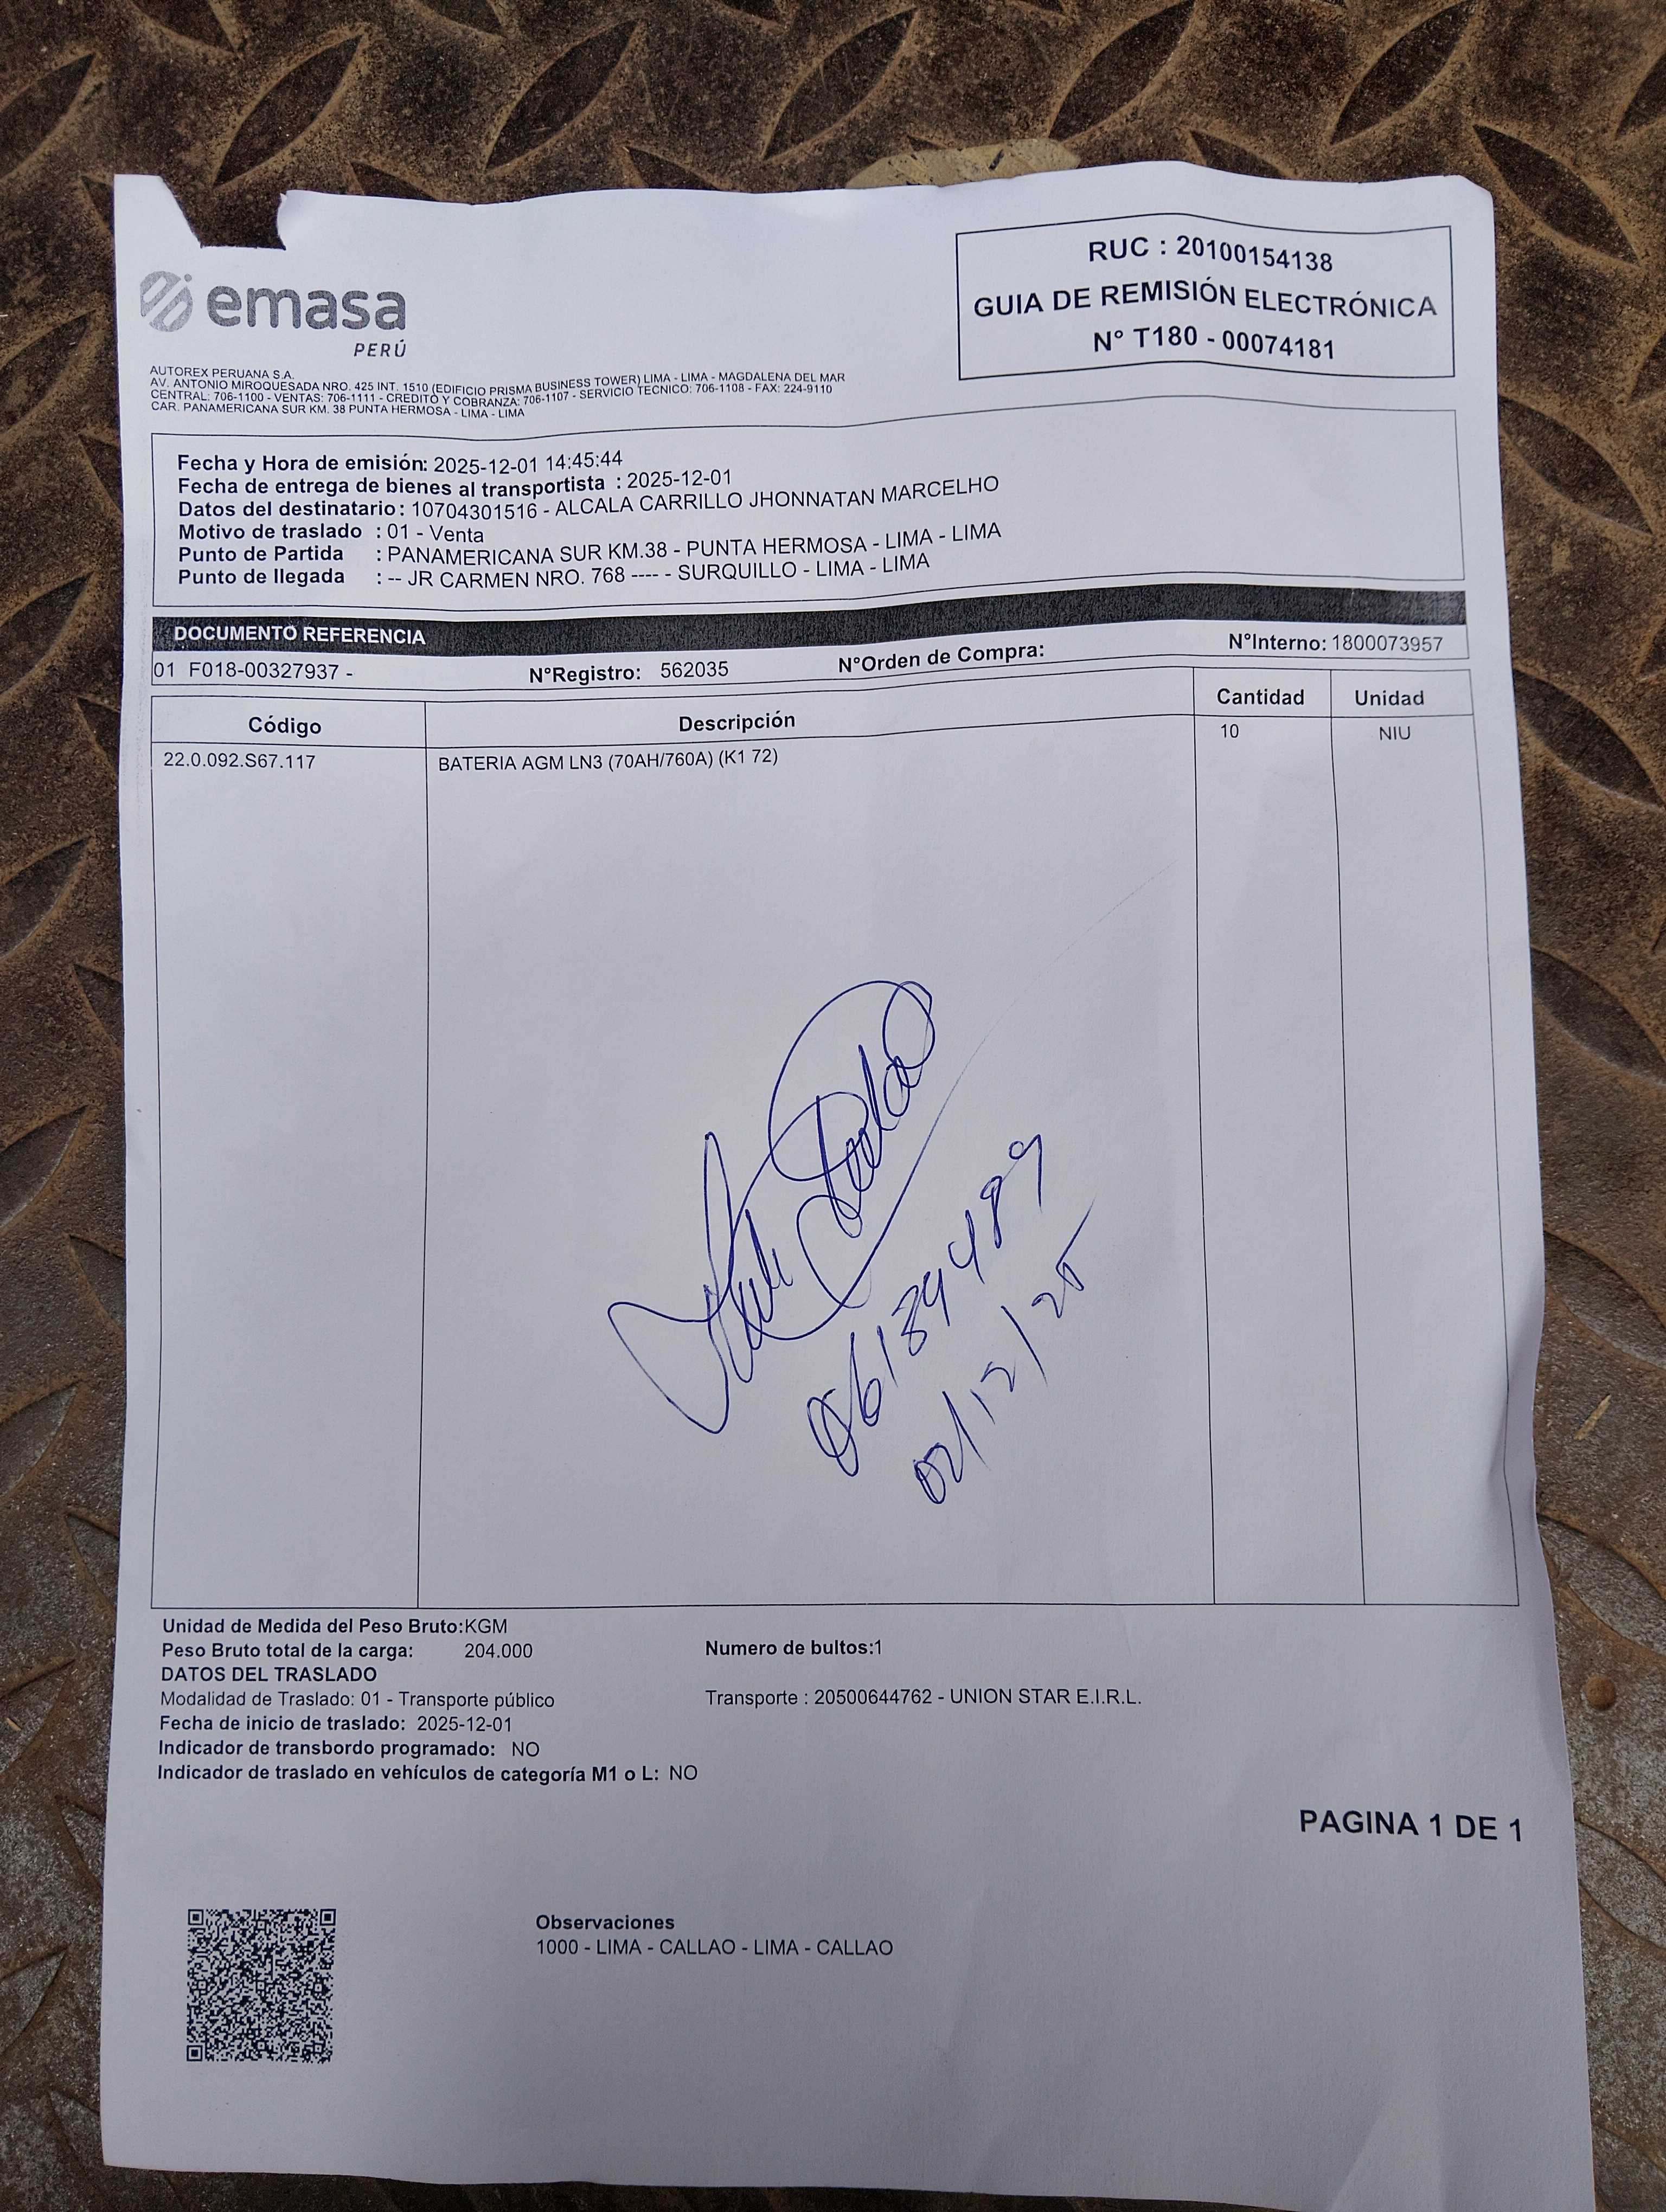 emasa
PERÚ
RUC : 20100154138
GUIA DE REMISIÓN ELECTRÓNICA
N° T180 - 00074181
AUTOREX PERUANA S.A.
AV. ANTONIO MIROQUESADA NRO. 425 INT. 1510 (EDIFICIO PRISMA BUSINESS TOWER) LIMA - LIMA - MAGDALENA DEL MAR
CENTRAL: 706-1100 - VENTAS: 706-1111 - CREDITO Y COBRANZA: 706-1107 - SERVICIO TECNICO: 706-1108 - FAX: 224-9110
CAR. PANAMERICANA SUR KM. 38 PUNTA HERMOSA - LIMA - LIMA
Fecha y Hora de emisión: 2025-12-01 14:45:44
Fecha de entrega de bienes al transportista : 2025-12-01
Datos del destinatario: 10704301516 - ALCALA CARRILLO JHONNATAN MARCELHO
Motivo de traslado : 01 - Venta
Punto de Partida : PANAMERICANA SUR KM.38 - PUNTA HERMOSA - LIMA - LIMA
Punto de llegada : -- JR CARMEN NRO. 768 ---- - SURQUILLO - LIMA - LIMA
DOCUMENTO REFERENCIA
01 F018-00327937 - N°Registro: 562035 N°Orden de Compra: N°Interno: 1800073957
Código Descripción Cantidad Unidad
22.0.092.S67.117 BATERIA AGM LN3 (70AH/760A) (K1 72) 10 NIU
02/12/25
Unidad de Medida del Peso Bruto:KGM
Peso Bruto total de la carga: 204.000 Numero de bultos:1
DATOS DEL TRASLADO
Modalidad de Traslado: 01 - Transporte público Transporte : 20500644762 - UNION STAR E.I.R.L.
Fecha de inicio de traslado: 2025-12-01
Indicador de transbordo programado: NO
Indicador de traslado en vehículos de categoría M1 o L: NO
PAGINA 1 DE 1
Observaciones
1000 - LIMA - CALLAO - LIMA - CALLAO